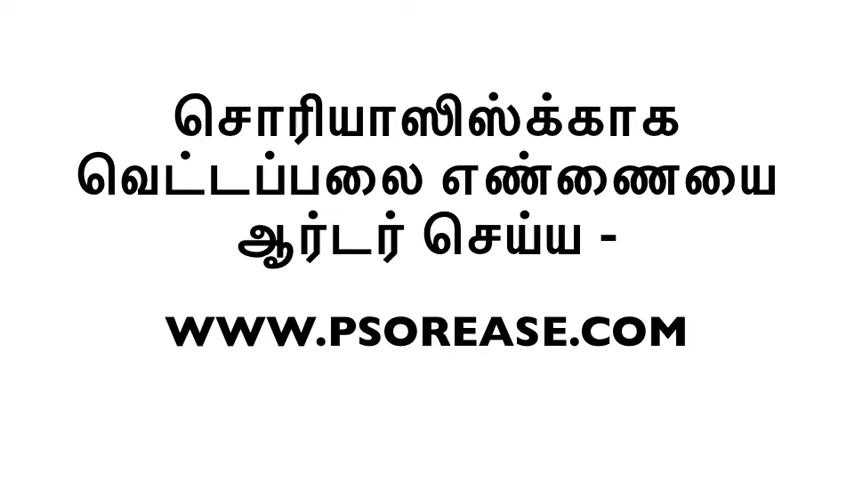 சொரியாஸிஸ்க்காக
வெட்டப்பலை எண்ணையை
ஆர்டர் செய்ய -
WWW.PSOREASE.COM